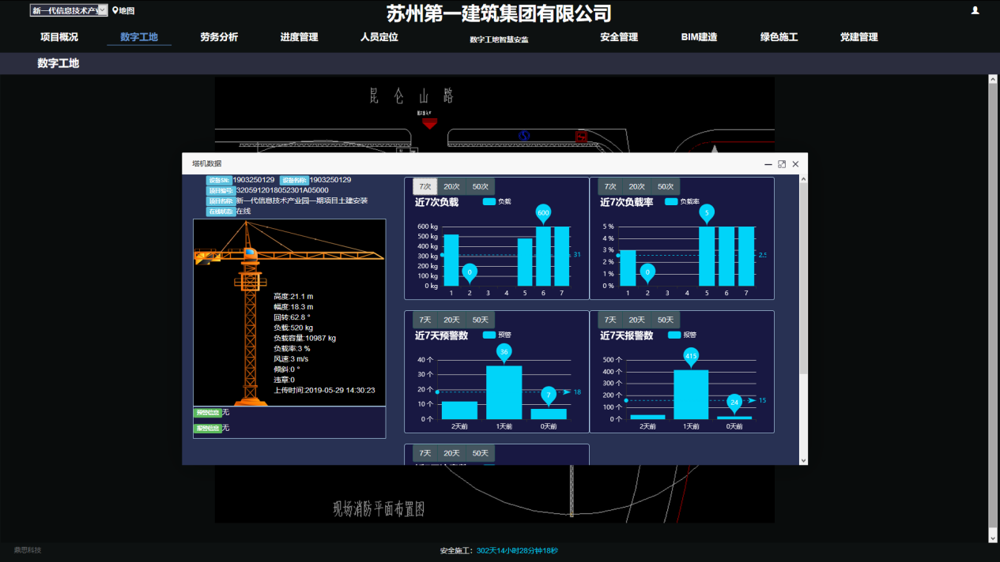 新一代信息技术产业
地图
苏州第一建筑集团有限公司
项目概况 数字工地 劳务分析 进度管理 人员定位 数字工地智慧安监 安全管理 BIM建造 绿色施工 党建管理
数字工地
昆仑山路
塔机数据
设备SN: 1903250129 设备名称: 1903250129
项目编号: 3205912018052301A05000
项目名称: 新一代信息技术产业园一期项目土建安装
在线状态: 在线
高度:21.1 m
幅度:18.3 m
回转:62.8 °
负载:520 kg
负载容量:10987 kg
负载率:3 %
风速:3 m/s
倾斜:0 °
违章:0
上传时间:2019-05-29 14:30:23
预警信息 无
报警信息 无
7次 20次 50次
近7次负载 负载
600
600 kg
500 kg
400 kg
300 kg
200 kg
100 kg
0 kg
0
31
1 2 3 4 5 6 7
7次 20次 50次
近7次负载率 负载率
5
5 %
4 %
3 %
2 %
1 %
0 %
0
2.5
1 2 3 4 5 6 7
7天 20天 50天
近7天预警数 预警
36
40 个
30 个
20 个
10 个
0 个
7
18
2天前 1天前 0天前
7天 20天 50天
近7天报警数 报警
415
500 个
400 个
300 个
200 个
100 个
0 个
24
15
2天前 1天前 0天前
7天 20天 50天
现场消防平面布置图
鼎思科技
安全施工: 302天14小时28分钟18秒